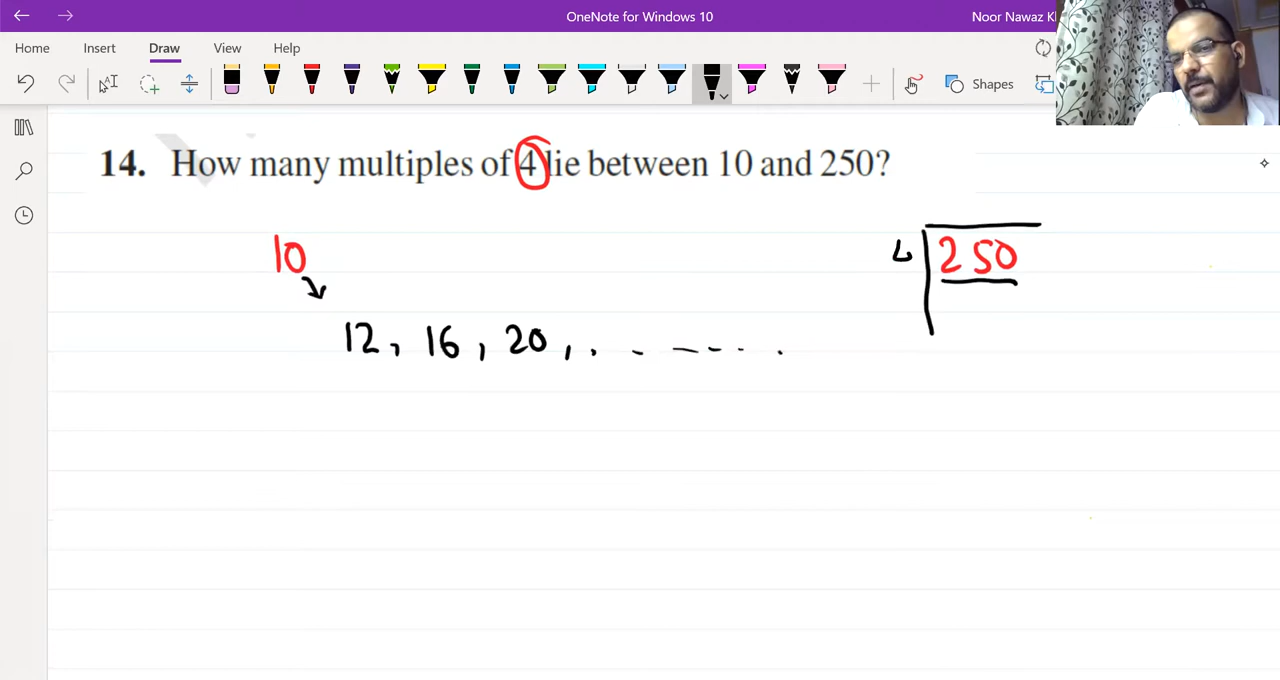 OneNote for Windows 10
Noor Nawaz Kh
Home Insert Draw View Help
Shapes
14. How many multiples of 4 lie between 10 and 250?
10
4 250
12, 16, 20, . . - - - . .